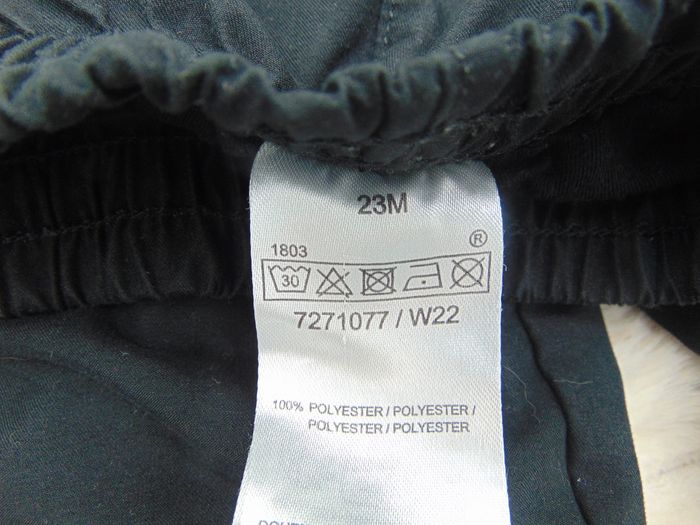 23M
1803
®
30
7271077 / W22
100% POLYESTER / POLYESTER /
POLYESTER / POLYESTER